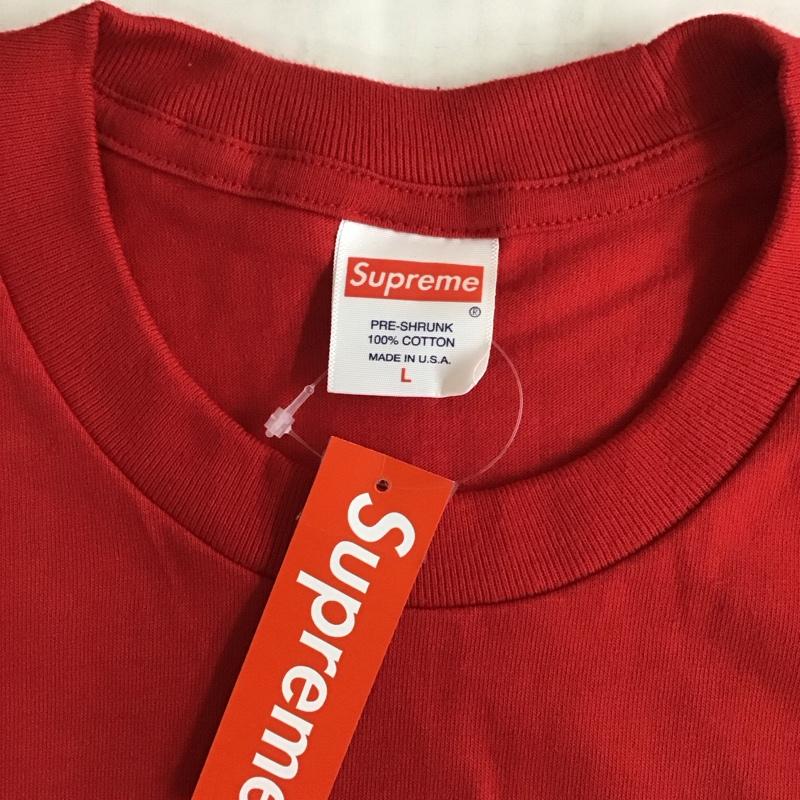 Supreme
®
PRE-SHRUNK
100% COTTON
MADE IN U.S.A.
L
Supreme